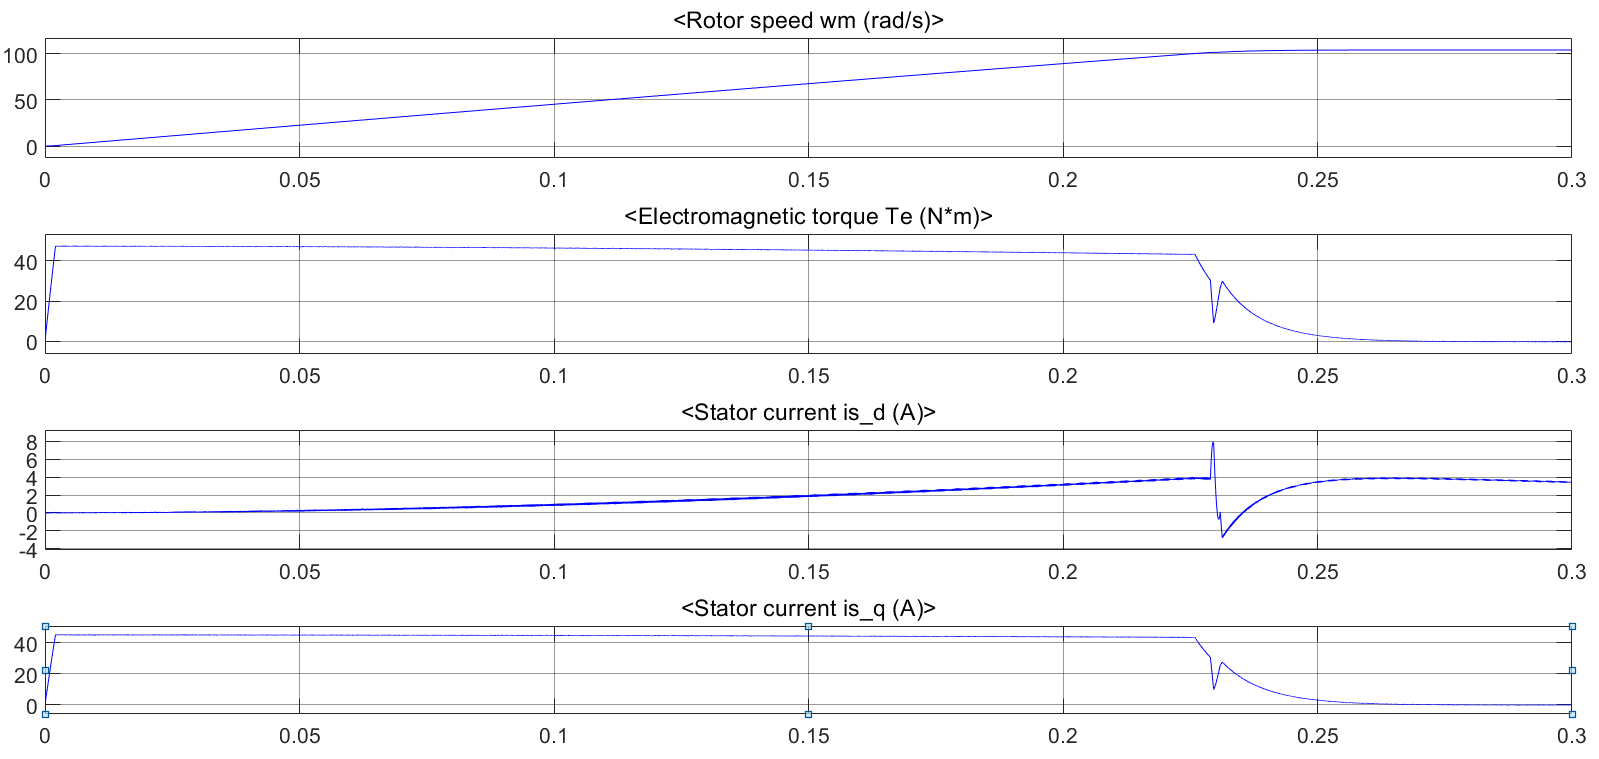 <Rotor speed wm (rad/s)>
100
50
0
0 0.05 0.1 0.15 0.2 0.25 0.3
<Electromagnetic torque Te (N*m)>
40
20
0
0 0.05 0.1 0.15 0.2 0.25 0.3
<Stator current is_d (A)>
8
6
4
2
0
-2
-4
0 0.05 0.1 0.15 0.2 0.25 0.3
<Stator current is_q (A)>
40
20
0
0 0.05 0.1 0.15 0.2 0.25 0.3